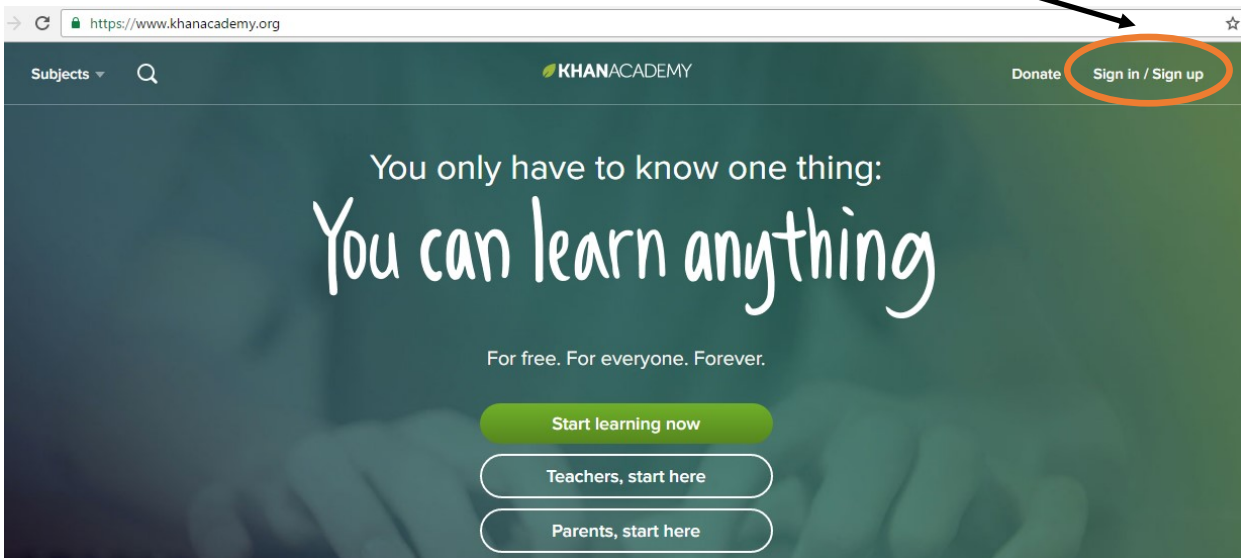 https://www.khanacademy.org
Subjects
KHANACADEMY
Donate
Sign in / Sign up
You only have to know one thing:
You can learn anything
For free. For everyone. Forever.
Start learning now
Teachers, start here
Parents, start here